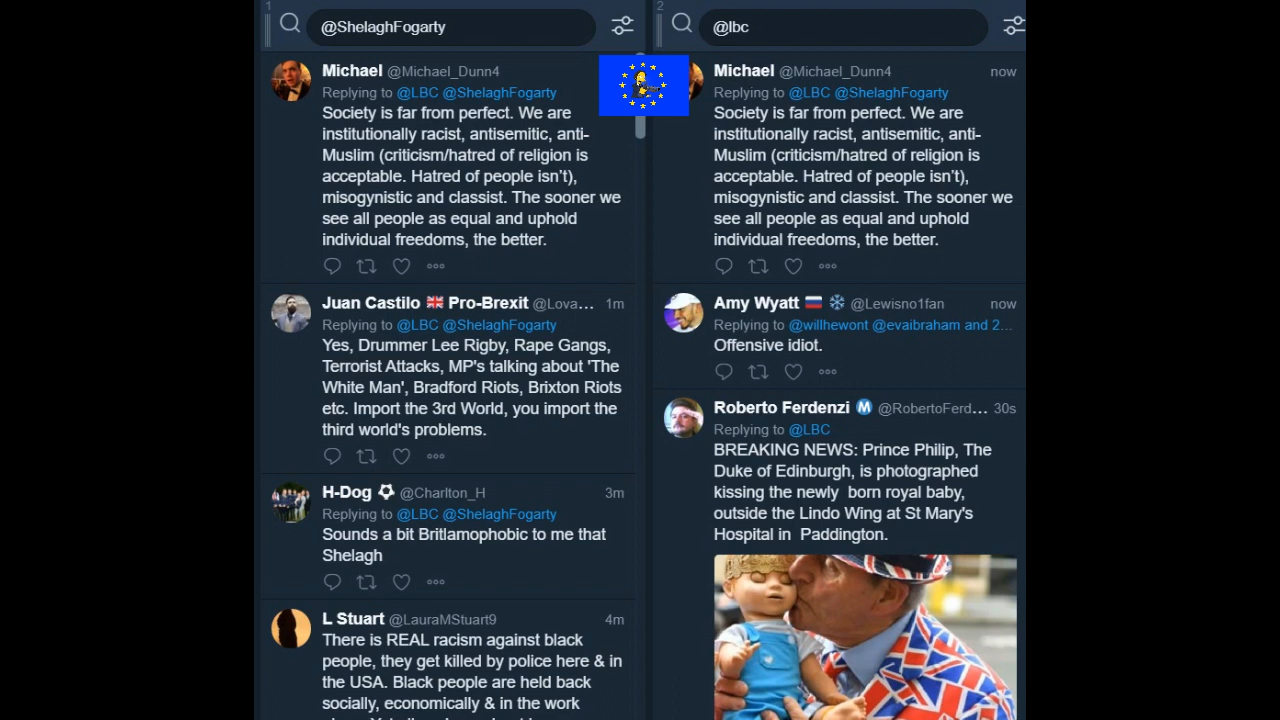 1
@ShelaghFogarty
Michael @Michael_Dunn4
Replying to @LBC @ShelaghFogarty
Society is far from perfect. We are
institutionally racist, antisemitic, anti-
Muslim (criticism/hatred of religion is
acceptable. Hatred of people isn’t),
misogynistic and classist. The sooner we
see all people as equal and uphold
individual freedoms, the better.
Juan Castilo 🇬🇧 Pro-Brexit @Lova... 1m
Replying to @LBC @ShelaghFogarty
Yes, Drummer Lee Rigby, Rape Gangs,
Terrorist Attacks, MP's talking about 'The
White Man', Bradford Riots, Brixton Riots
etc. Import the 3rd World, you import the
third world's problems.
H-Dog ⚽ @Charlton_H 3m
Replying to @LBC @ShelaghFogarty
Sounds a bit Britlamophobic to me that
Shelagh
L Stuart @LauraMStuart9 4m
There is REAL racism against black
people, they get killed by police here & in
the USA. Black people are held back
socially, economically & in the work
2
@lbc
Michael @Michael_Dunn4 now
Replying to @LBC @ShelaghFogarty
Society is far from perfect. We are
institutionally racist, antisemitic, anti-
Muslim (criticism/hatred of religion is
acceptable. Hatred of people isn’t),
misogynistic and classist. The sooner we
see all people as equal and uphold
individual freedoms, the better.
Amy Wyatt 🇷🇺 ❄ @Lewisno1fan now
Replying to @willhewont @evaibraham and 2...
Offensive idiot.
Roberto Ferdenzi Ⓜ @RobertoFerd... 30s
Replying to @LBC
BREAKING NEWS: Prince Philip, The
Duke of Edinburgh, is photographed
kissing the newly  born royal baby,
outside the Lindo Wing at St Mary's
Hospital in  Paddington.